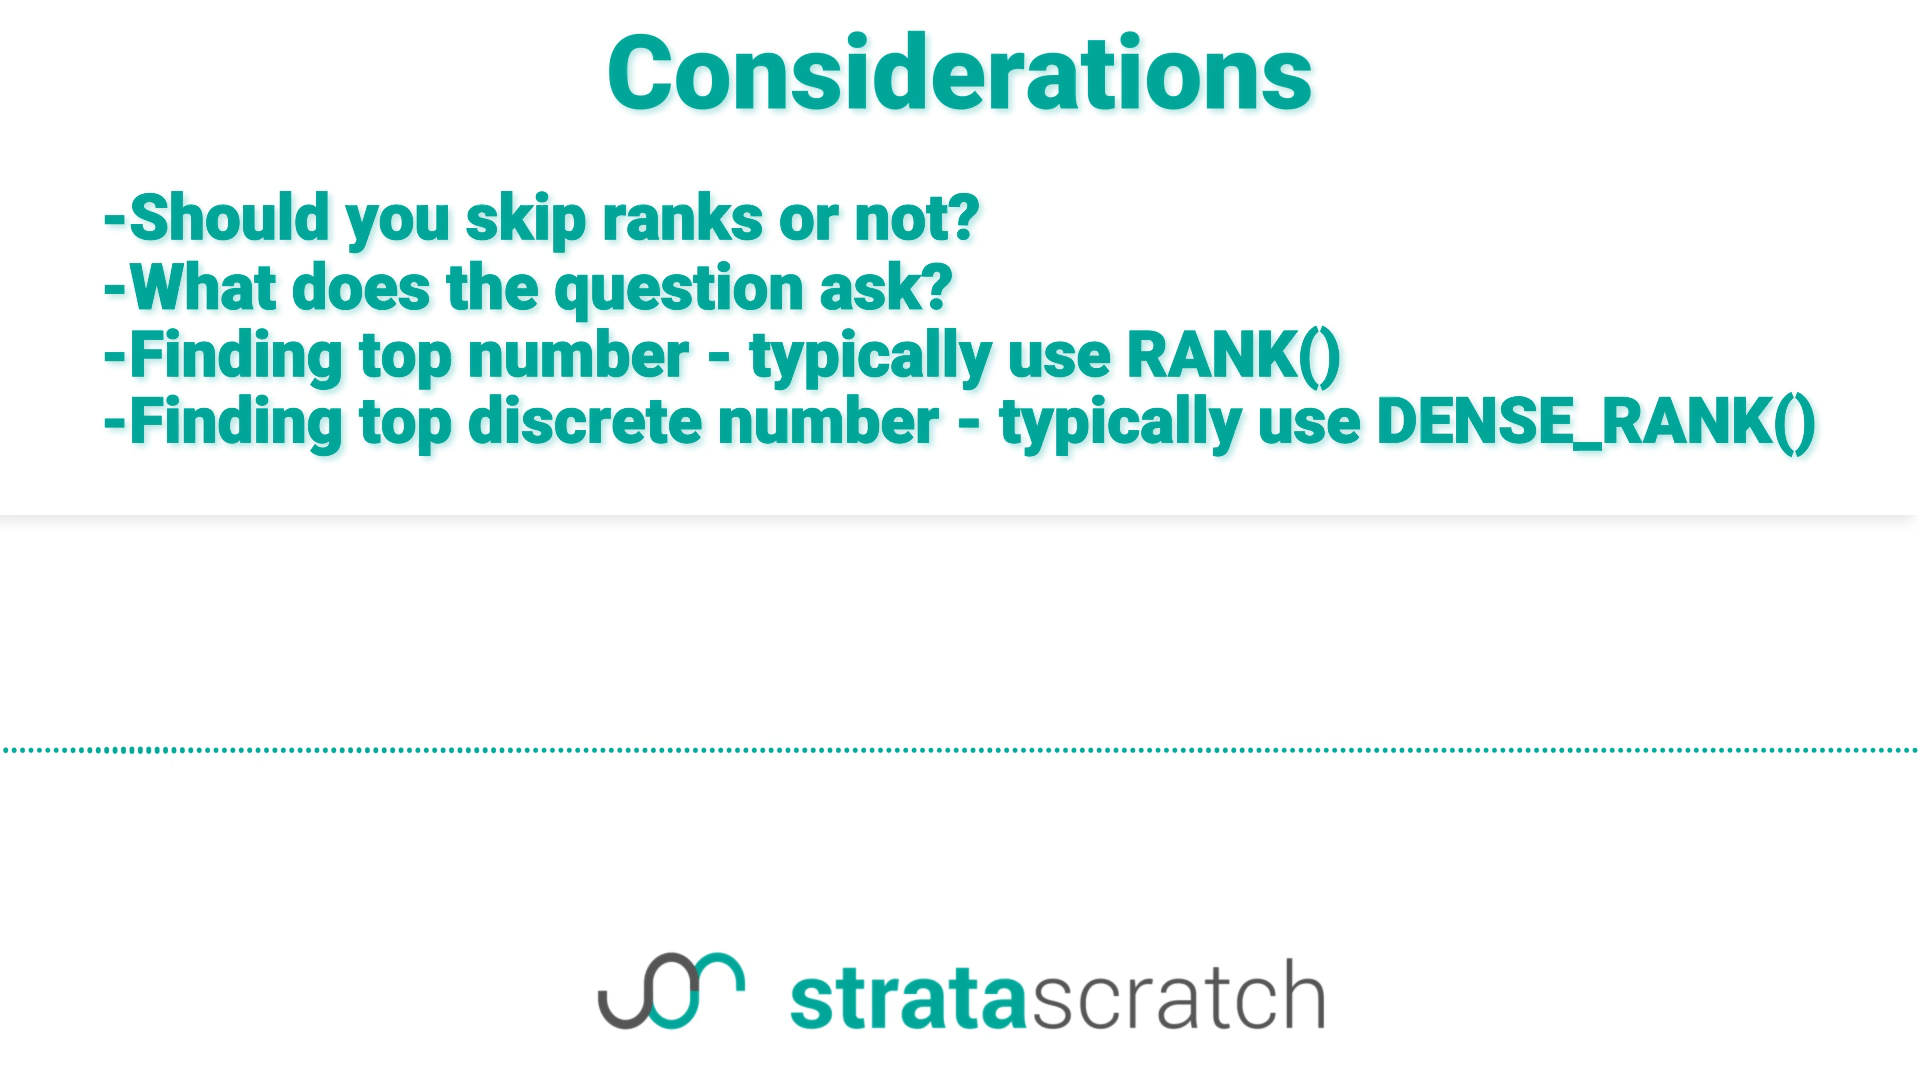 Considerations
-Should you skip ranks or not?
-What does the question ask?
-Finding top number - typically use RANK()
-Finding top discrete number - typically use DENSE_RANK()
stratascratch